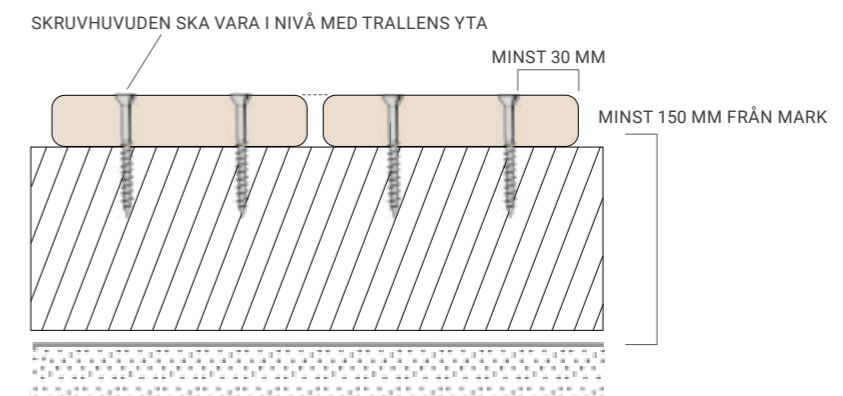 SKRUVHUVUDEN SKA VARA I NIVÅ MED TRALLENS YTA
MINST 30 MM
MINST 150 MM FRÅN MARK